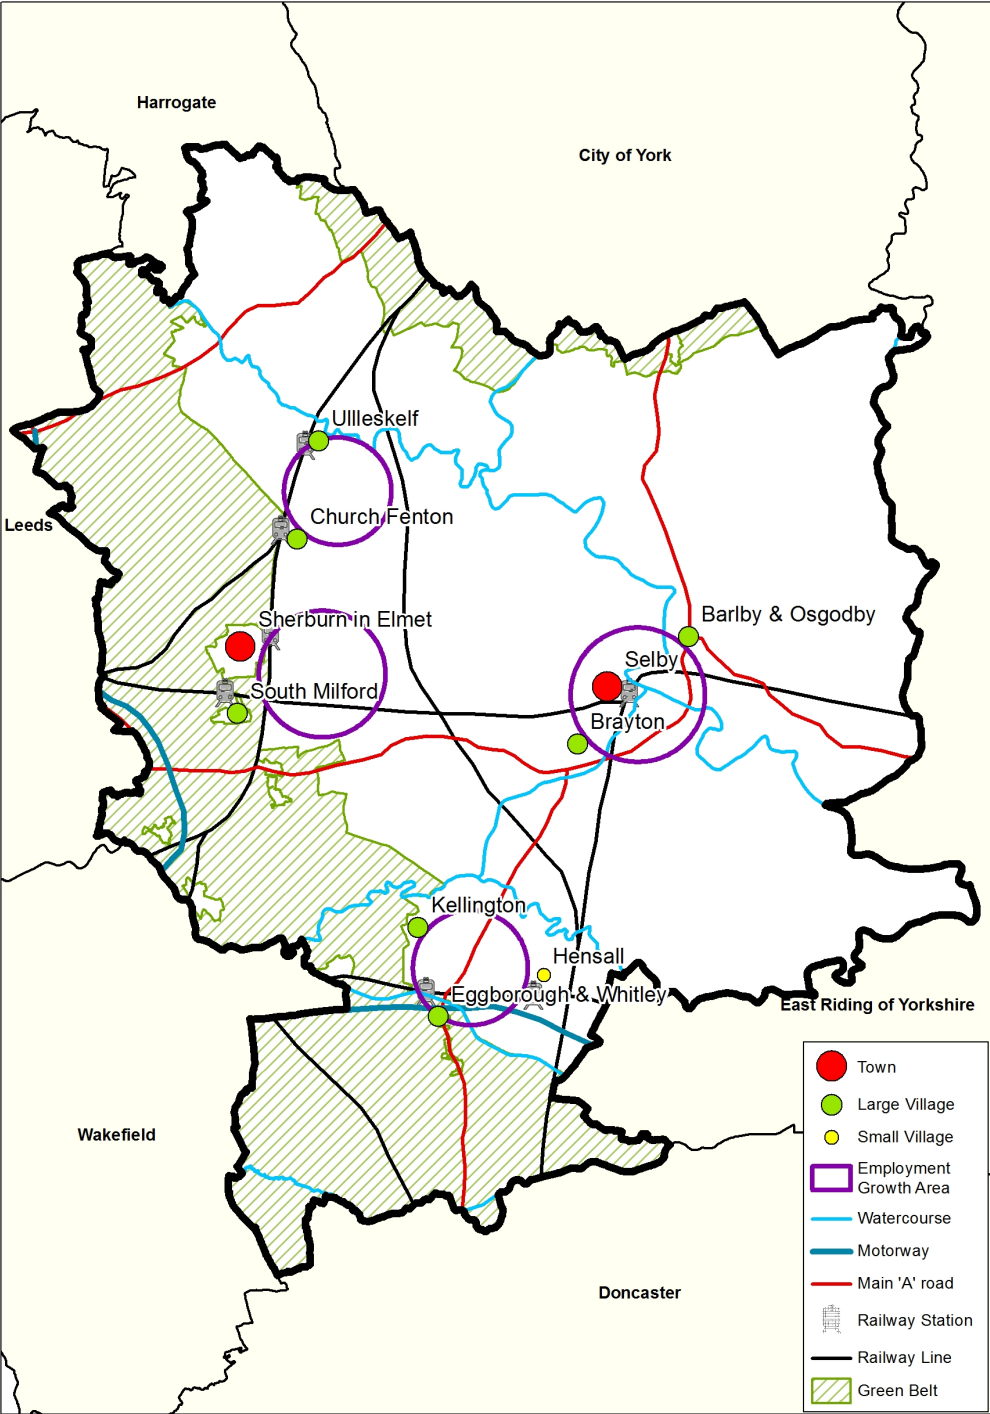 Harrogate
City of York
Ullleskelf
Church Fenton
Leeds
Barlby & Osgodby
Sherburn in Elmet
Selby
South Milford
Brayton
Kellington
Hensall
Eggborough & Whitley
East Riding of Yorkshire
Wakefield
Doncaster
Town
Large Village
Small Village
Employment
Growth Area
Watercourse
Motorway
Main 'A' road
Railway Station
Railway Line
Green Belt